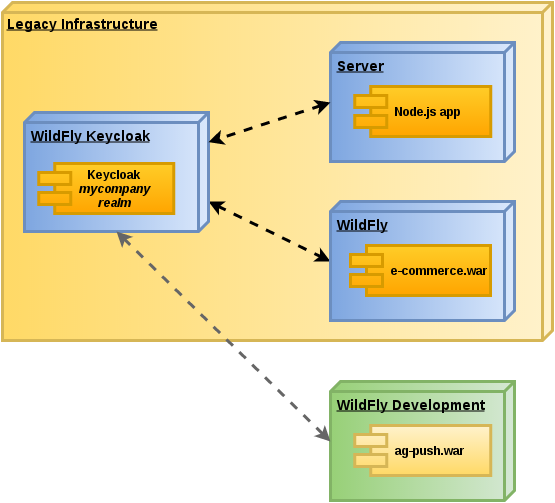 Legacy Infrastructure
Server
Node.js app
WildFly Keycloak
Keycloak
mycompany
realm
WildFly
e-commerce.war
WildFly Development
ag-push.war